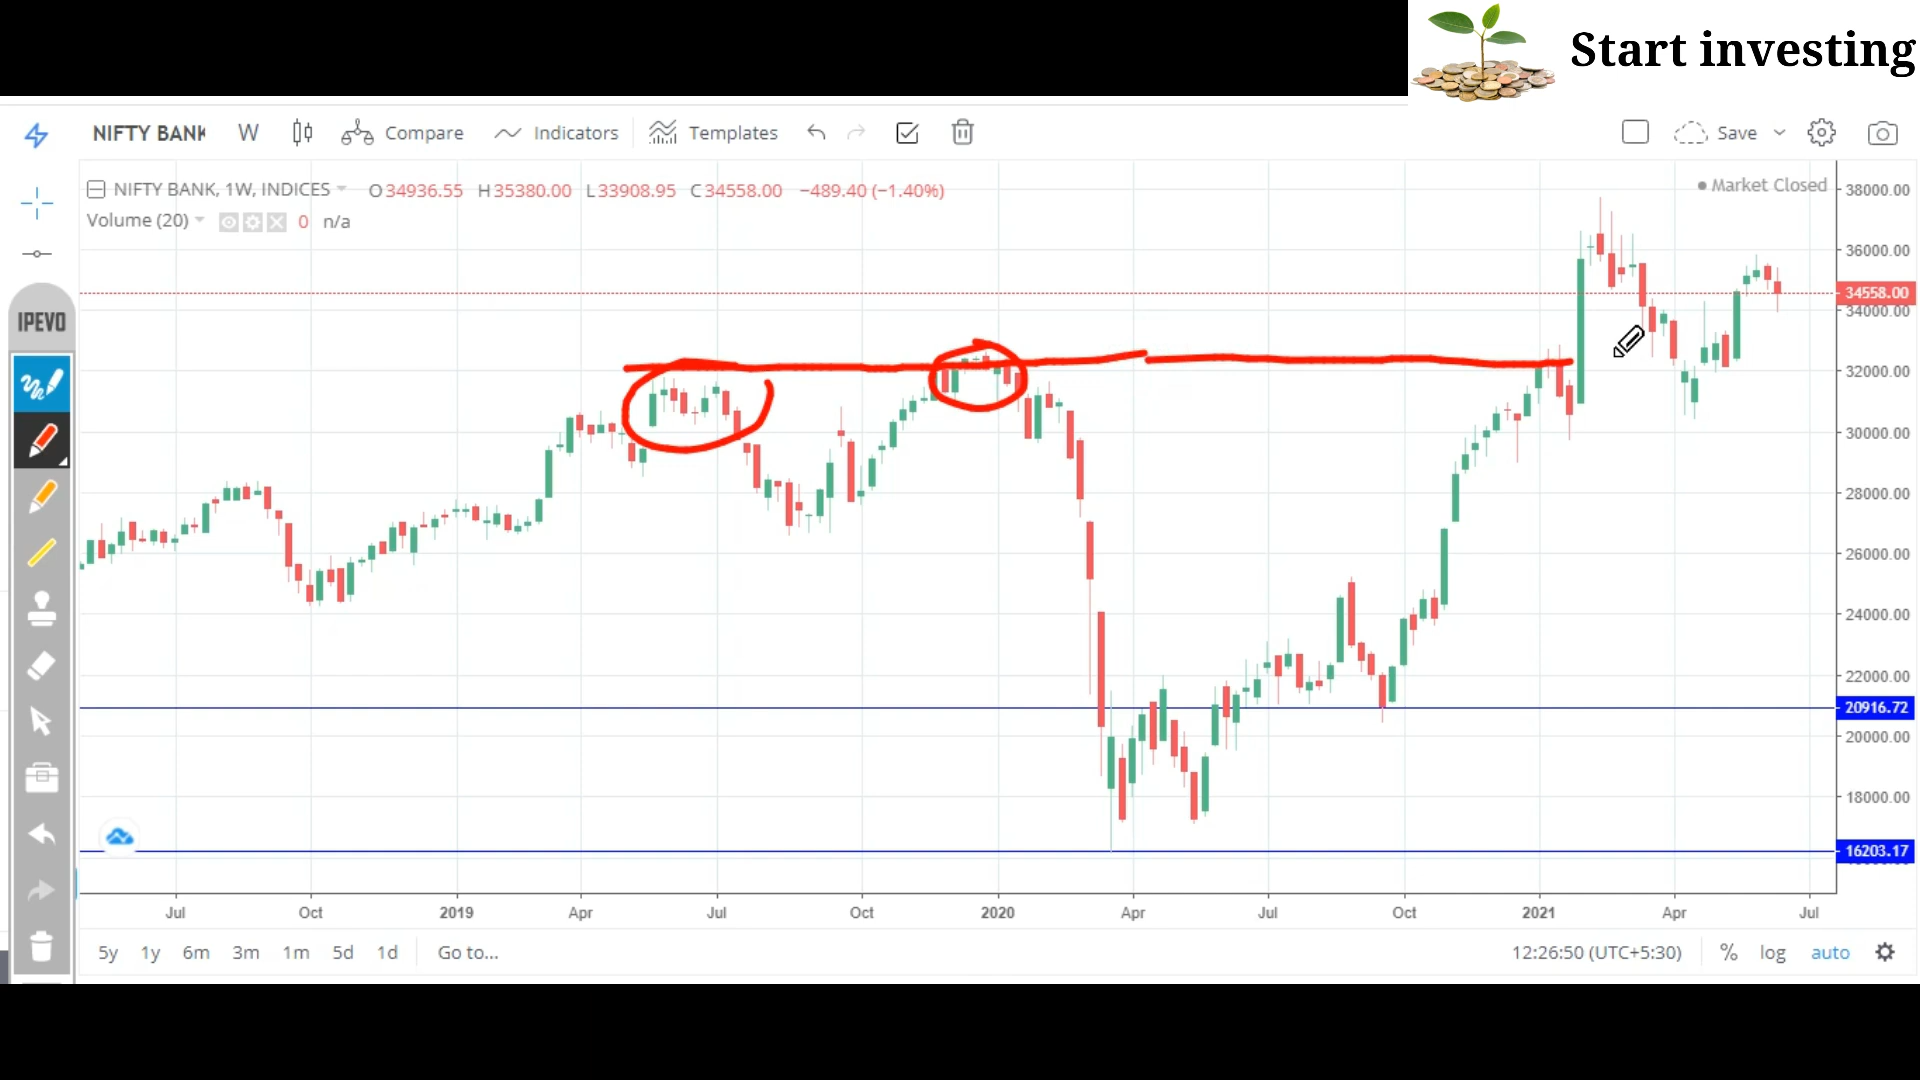 Start investing
NIFTY BANK W Compare Indicators Templates Save
NIFTY BANK, 1W, INDICES O34936.55 H35380.00 L33908.95 C34558.00 −489.40 (−1.40%)
Market Closed
Volume (20) 0 n/a
IPEVO
38000.00
36000.00
34558.00
34000.00
32000.00
30000.00
28000.00
26000.00
24000.00
22000.00
20916.72
20000.00
18000.00
16203.17
Jul Oct 2019 Apr Jul Oct 2020 Apr Jul Oct 2021 Apr Jul
5y 1y 6m 3m 1m 5d 1d Go to... 12:26:50 (UTC+5:30) % log auto